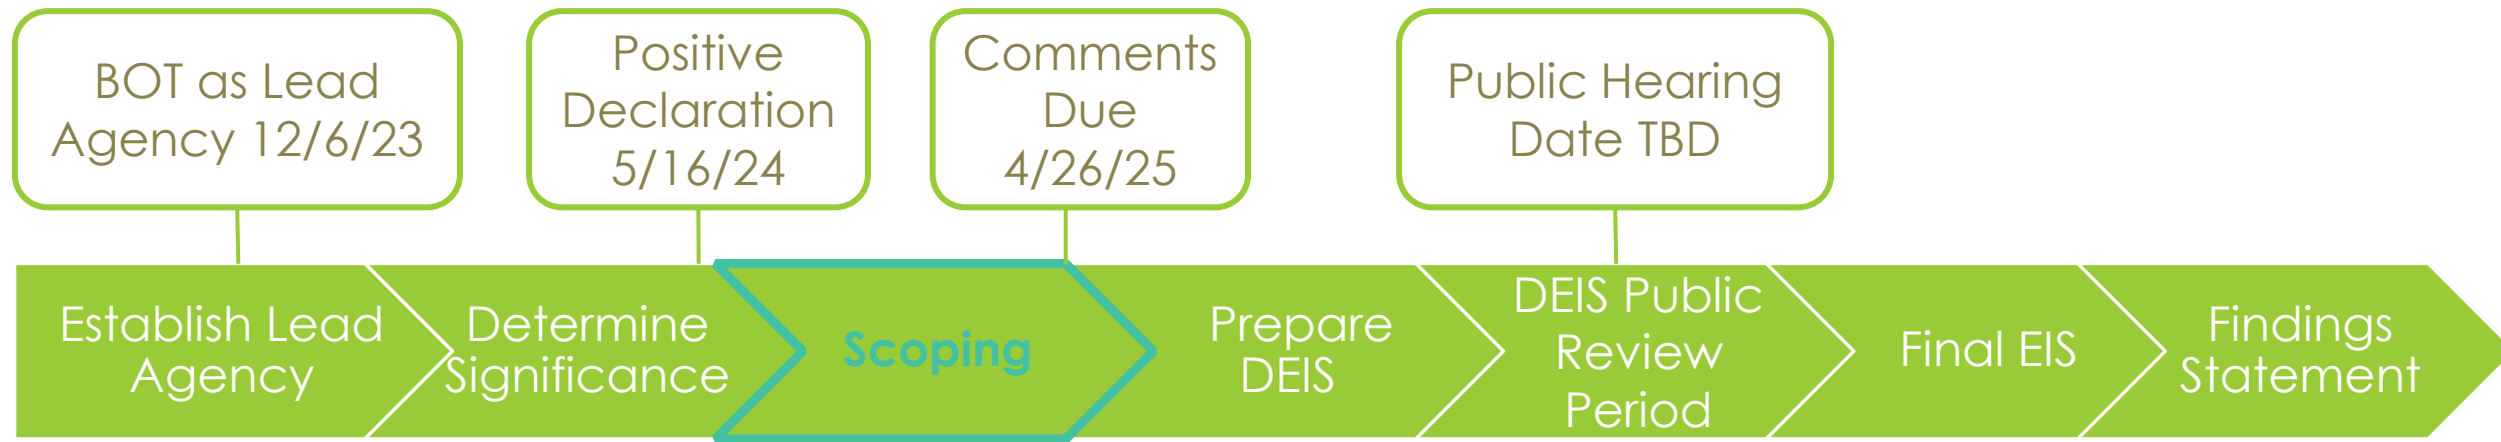 BOT as Lead
Agency 12/6/23
Positive
Declaration
5/16/24
Comments
Due
4/26/25
Public Hearing
Date TBD
Establish Lead
Agency
Determine
Significance
Scoping
Prepare
DEIS
DEIS Public
Review
Period
Final EIS
Findings
Statement